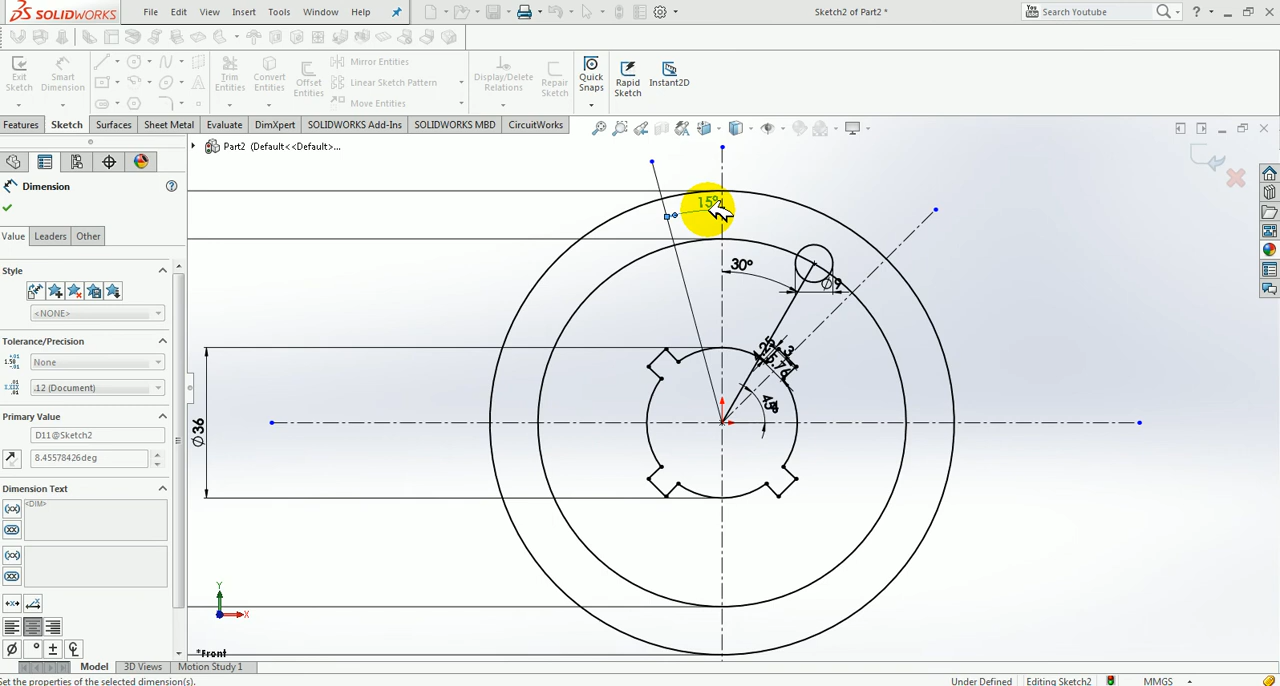 SOLIDWORKS File Edit View Insert Tools Window Help Sketch2 of Part2 * Search Youtube ?
Exit Sketch Smart Dimension Trim Entities Convert Entities Offset Entities Mirror Entities Linear Sketch Pattern Move Entities Display/Delete Relations Repair Sketch Quick Snaps Rapid Sketch Instant2D
Features Sketch Surfaces Sheet Metal Evaluate DimXpert SOLIDWORKS Add-Ins SOLIDWORKS MBD CircuitWorks
Part2 (Default<<Default>...
Dimension
Value Leaders Other
Style
<NONE>
Tolerance/Precision
None
.12 (Document)
Primary Value
D11@Sketch2
8.45578426deg
Dimension Text
<DIM>
15°
30°
Ø9
3
45°
Ø36
Y
X
*Front
Model 3D Views Motion Study 1
Set the properties of the selected dimension(s). Under Defined Editing Sketch2 MMGS